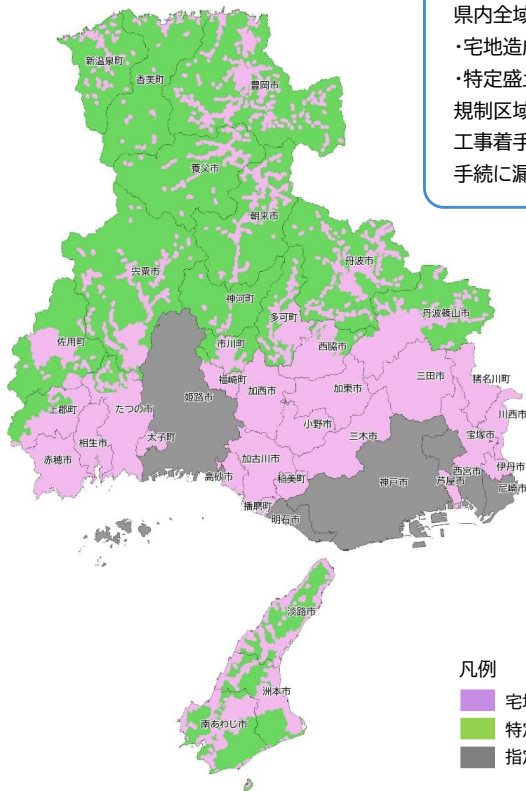 県内全域
・宅地造成
・特定盛土
規制区域
工事着手
手続に漏
新温泉町
香美町
豊岡市
養父市
朝来市
宍粟市
丹波市
神河町
多可町
丹波篠山市
佐用町
市川町
西脇市
福崎町
加西市
加東市
三田市
猪名川町
上郡町
たつの市
姫路市
川西市
小野市
相生市
太子町
三木市
宝塚市
赤穂市
加古川市
稲美町
西宮市
伊丹市
高砂市
神戸市
芦屋市
尼崎市
播磨町
明石市
淡路市
洲本市
南あわじ市
凡例
宅地
特定
指定